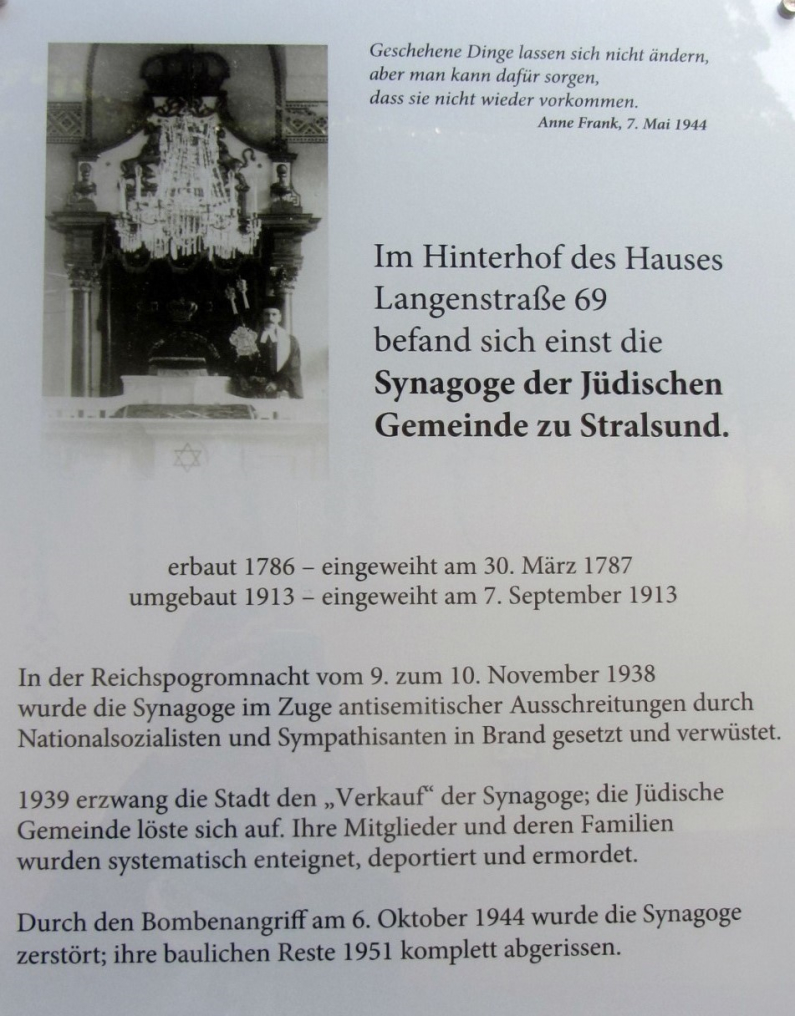 Geschehene Dinge lassen sich nicht ändern,
aber man kann dafür sorgen,
dass sie nicht wieder vorkommen.
Anne Frank, 7. Mai 1944
Im Hinterhof des Hauses
Langenstraße 69
befand sich einst die
Synagoge der Jüdischen
Gemeinde zu Stralsund.
erbaut 1786 – eingeweiht am 30. März 1787
umgebaut 1913 – eingeweiht am 7. September 1913
In der Reichspogromnacht vom 9. zum 10. November 1938
wurde die Synagoge im Zuge antisemitischer Ausschreitungen durch
Nationalsozialisten und Sympathisanten in Brand gesetzt und verwüstet.
1939 erzwang die Stadt den „Verkauf“ der Synagoge; die Jüdische
Gemeinde löste sich auf. Ihre Mitglieder und deren Familien
wurden systematisch enteignet, deportiert und ermordet.
Durch den Bombenangriff am 6. Oktober 1944 wurde die Synagoge
zerstört; ihre baulichen Reste 1951 komplett abgerissen.